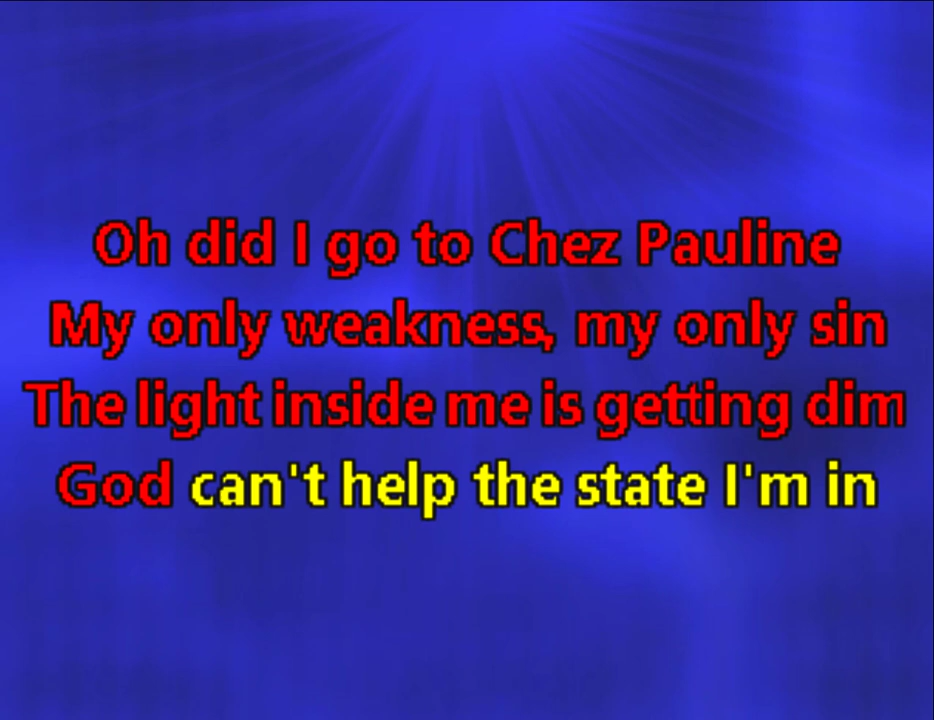 Oh did I go to Chez Pauline
My only weakness, my only sin
The light inside me is getting dim
God can't help the state I'm in